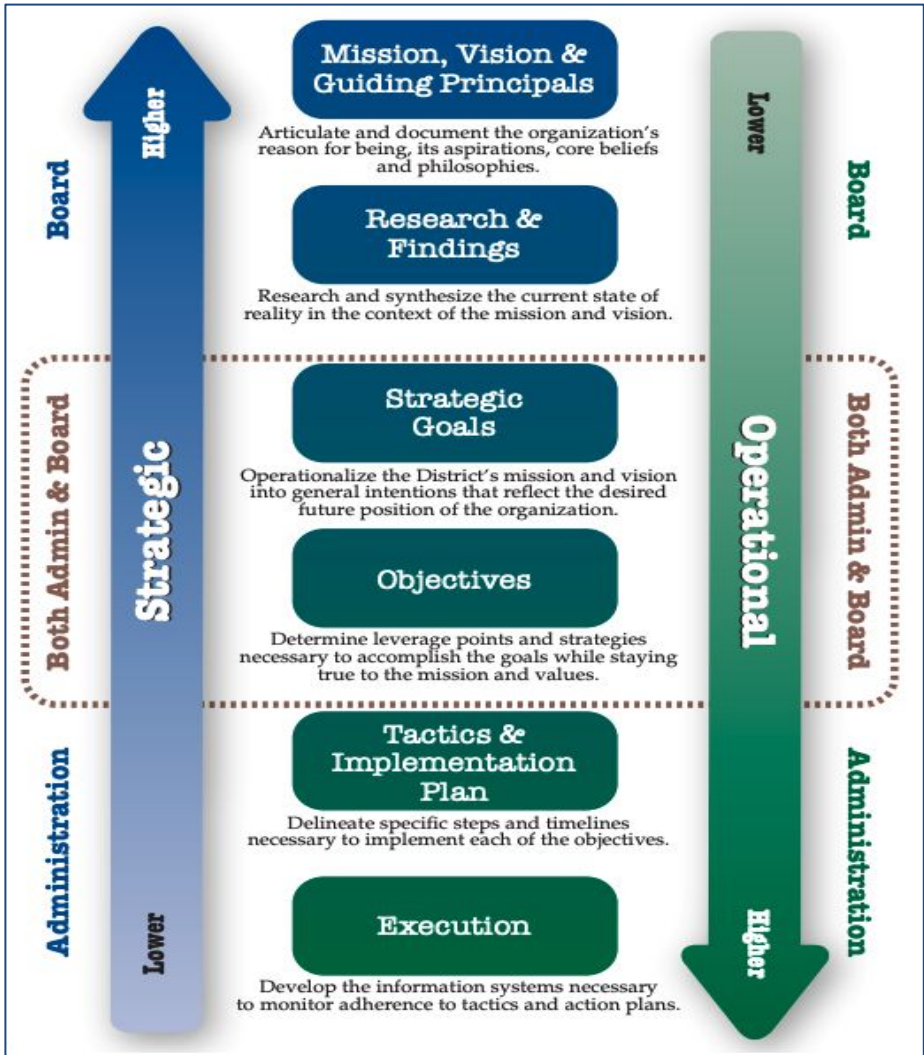 Mission, Vision &
Guiding Principals
Articulate and document the organization's
reason for being, its aspirations, core beliefs
and philosophies.
Research &
Findings
Research and synthesize the current state of
reality in the context of the mission and vision.
Strategic
Goals
Operationalize the District's mission and vision
into general intentions that reflect the desired
future position of the organization.
Objectives
Determine leverage points and strategies
necessary to accomplish the goals while staying
true to the mission and values.
Tactics &
Implementation
Plan
Delineate specific steps and timelines
necessary to implement each of the objectives.
Execution
Develop the information systems necessary
to monitor adherence to tactics and action plans.
Board
Both Admin & Board
Administration
Higher
Strategic
Lower
Lower
Operational
Higher
Board
Both Admin & Board
Administration